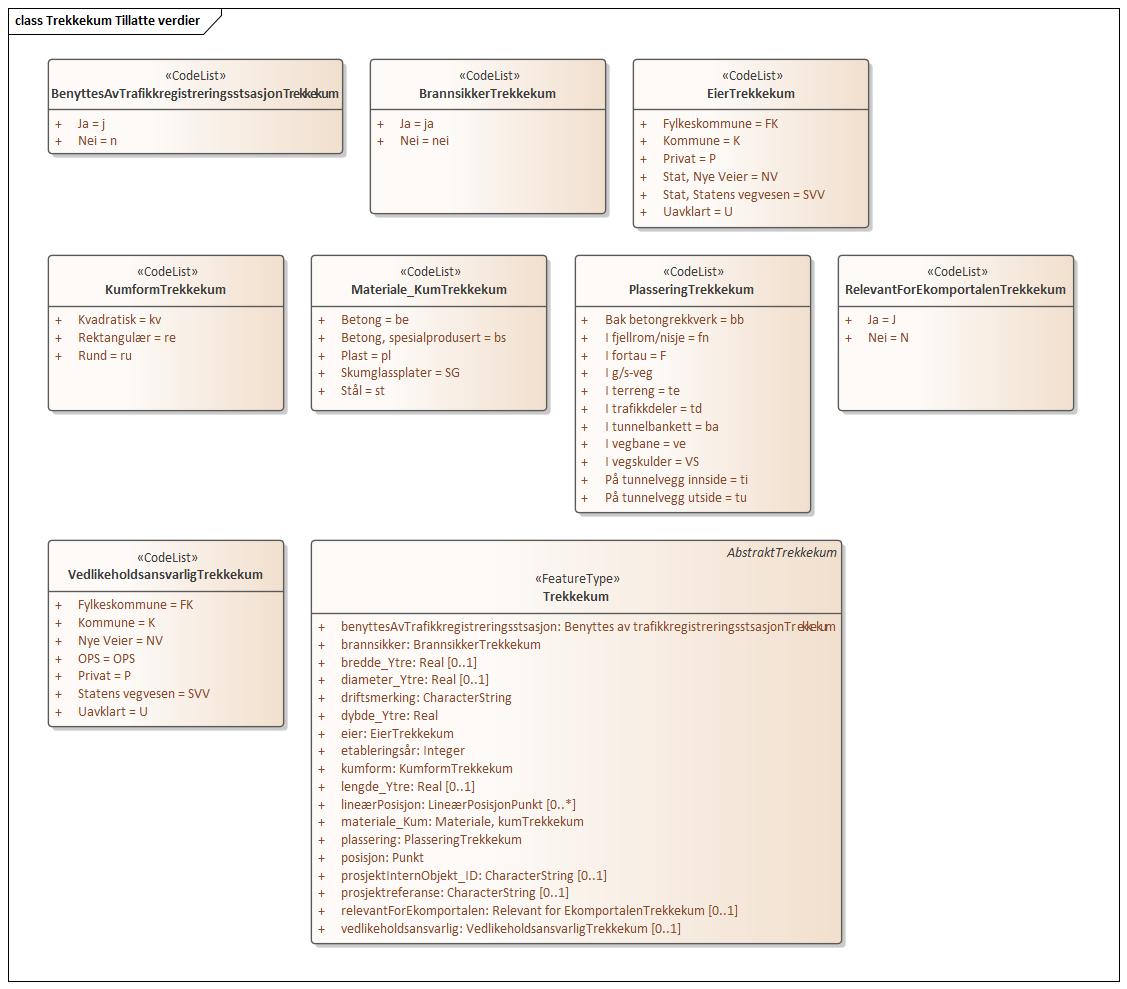 class Trekkekum Tillatte verdier
«CodeList»
BenyttesAvTrafikkregistreringsstsasjonTrekkekum
+ Ja = j
+ Nei = n
«CodeList»
BrannsikkerTrekkekum
+ Ja = ja
+ Nei = nei
«CodeList»
EierTrekkekum
+ Fylkeskommune = FK
+ Kommune = K
+ Privat = P
+ Stat, Nye Veier = NV
+ Stat, Statens vegvesen = SVV
+ Uavklart = U
«CodeList»
KumformTrekkekum
+ Kvadratisk = kv
+ Rektangulær = re
+ Rund = ru
«CodeList»
Materiale_KumTrekkekum
+ Betong = be
+ Betong, spesialprodusert = bs
+ Plast = pl
+ Skumglassplater = SG
+ Stål = st
«CodeList»
PlasseringTrekkekum
+ Bak betongrekkverk = bb
+ I fjellrom/nisje = fn
+ I fortau = F
+ I g/s-veg
+ I terreng = te
+ I trafikkdeler = td
+ I tunnelbankett = ba
+ I vegbane = ve
+ I vegskulder = VS
+ På tunnelvegg innside = ti
+ På tunnelvegg utside = tu
«CodeList»
RelevantForEkomportalenTrekkekum
+ Ja = J
+ Nei = N
«CodeList»
VedlikeholdsansvarligTrekkekum
+ Fylkeskommune = FK
+ Kommune = K
+ Nye Veier = NV
+ OPS = OPS
+ Privat = P
+ Statens vegvesen = SVV
+ Uavklart = U
AbstraktTrekkekum
«FeatureType»
Trekkekum
+ benyttesAvTrafikkregistreringsstsasjon: Benyttes av trafikkregistreringsstsasjonTrekkekum
+ brannsikker: BrannsikkerTrekkekum
+ bredde_Ytre: Real [0..1]
+ diameter_Ytre: Real [0..1]
+ driftsmerking: CharacterString
+ dybde_Ytre: Real
+ eier: EierTrekkekum
+ etableringsår: Integer
+ kumform: KumformTrekkekum
+ lengde_Ytre: Real [0..1]
+ lineærPosisjon: LineærPosisjonPunkt [0..*]
+ materiale_Kum: Materiale, kumTrekkekum
+ plassering: PlasseringTrekkekum
+ posisjon: Punkt
+ prosjektInternObjekt_ID: CharacterString [0..1]
+ prosjektreferanse: CharacterString [0..1]
+ relevantForEkomportalen: Relevant for EkomportalenTrekkekum [0..1]
+ vedlikeholdsansvarlig: VedlikeholdsansvarligTrekkekum [0..1]